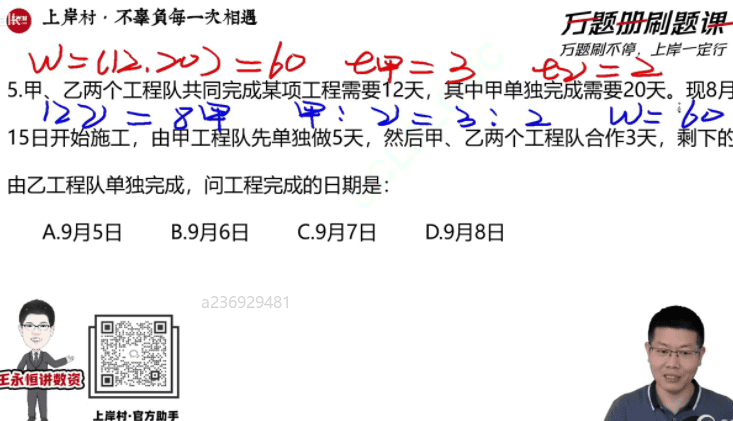 上岸村·不辜負每一次相遇
万题册刷题课
万题刷不停,上岸一定行
W=(12.20)=60 e甲=3 e乙=2
5.甲、乙两个工程队共同完成某项工程需要12天,其中甲单独完成需要20天。现8月
12乙=8甲 甲:乙=3:2 W=60
15日开始施工,由甲工程队先单独做5天,然后甲、乙两个工程队合作3天,剩下的
由乙工程队单独完成,问工程完成的日期是:
A.9月5日 B.9月6日 C.9月7日 D.9月8日
a236929481
王永恒讲数资
上岸村·官方助手